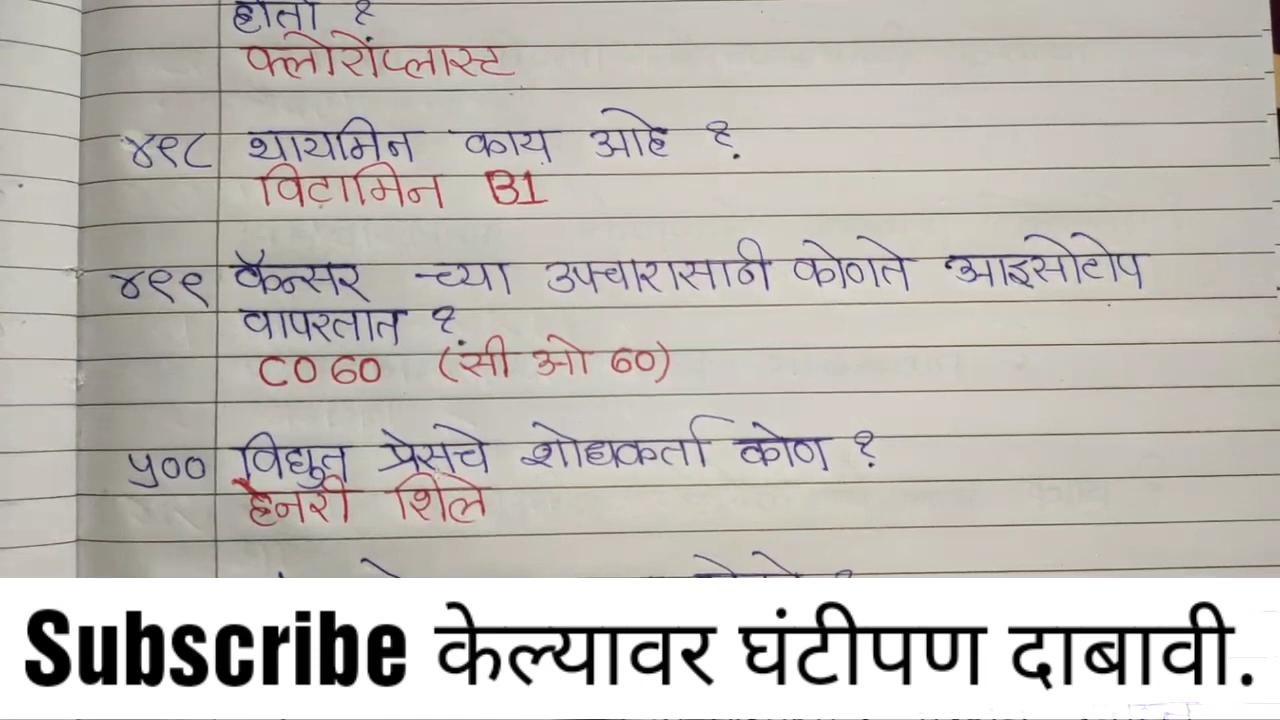 होतो ?
क्लोरोप्लास्ट
४९८ थायमिन काय आहे ?
विटामिन B1
४९९ कॅन्सर च्या उपचारासाठी कोणते आइसोटोप
वापरतात ?
CO 60 (सी ओ 60)
५०० विद्युत प्रेसचे शोधकर्ता कोण ?
हैनरी शिले
Subscribe केल्यावर घंटीपण दाबावी.